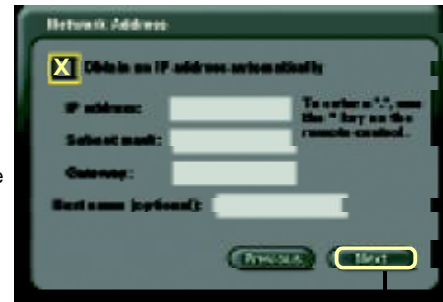 Network Address
X Obtain an IP address automatically
IP address:
To enter a ".", use
the * key on the
remote control.
Subnet mask:
Gateway:
Host name (optional):
Previous
Next
e